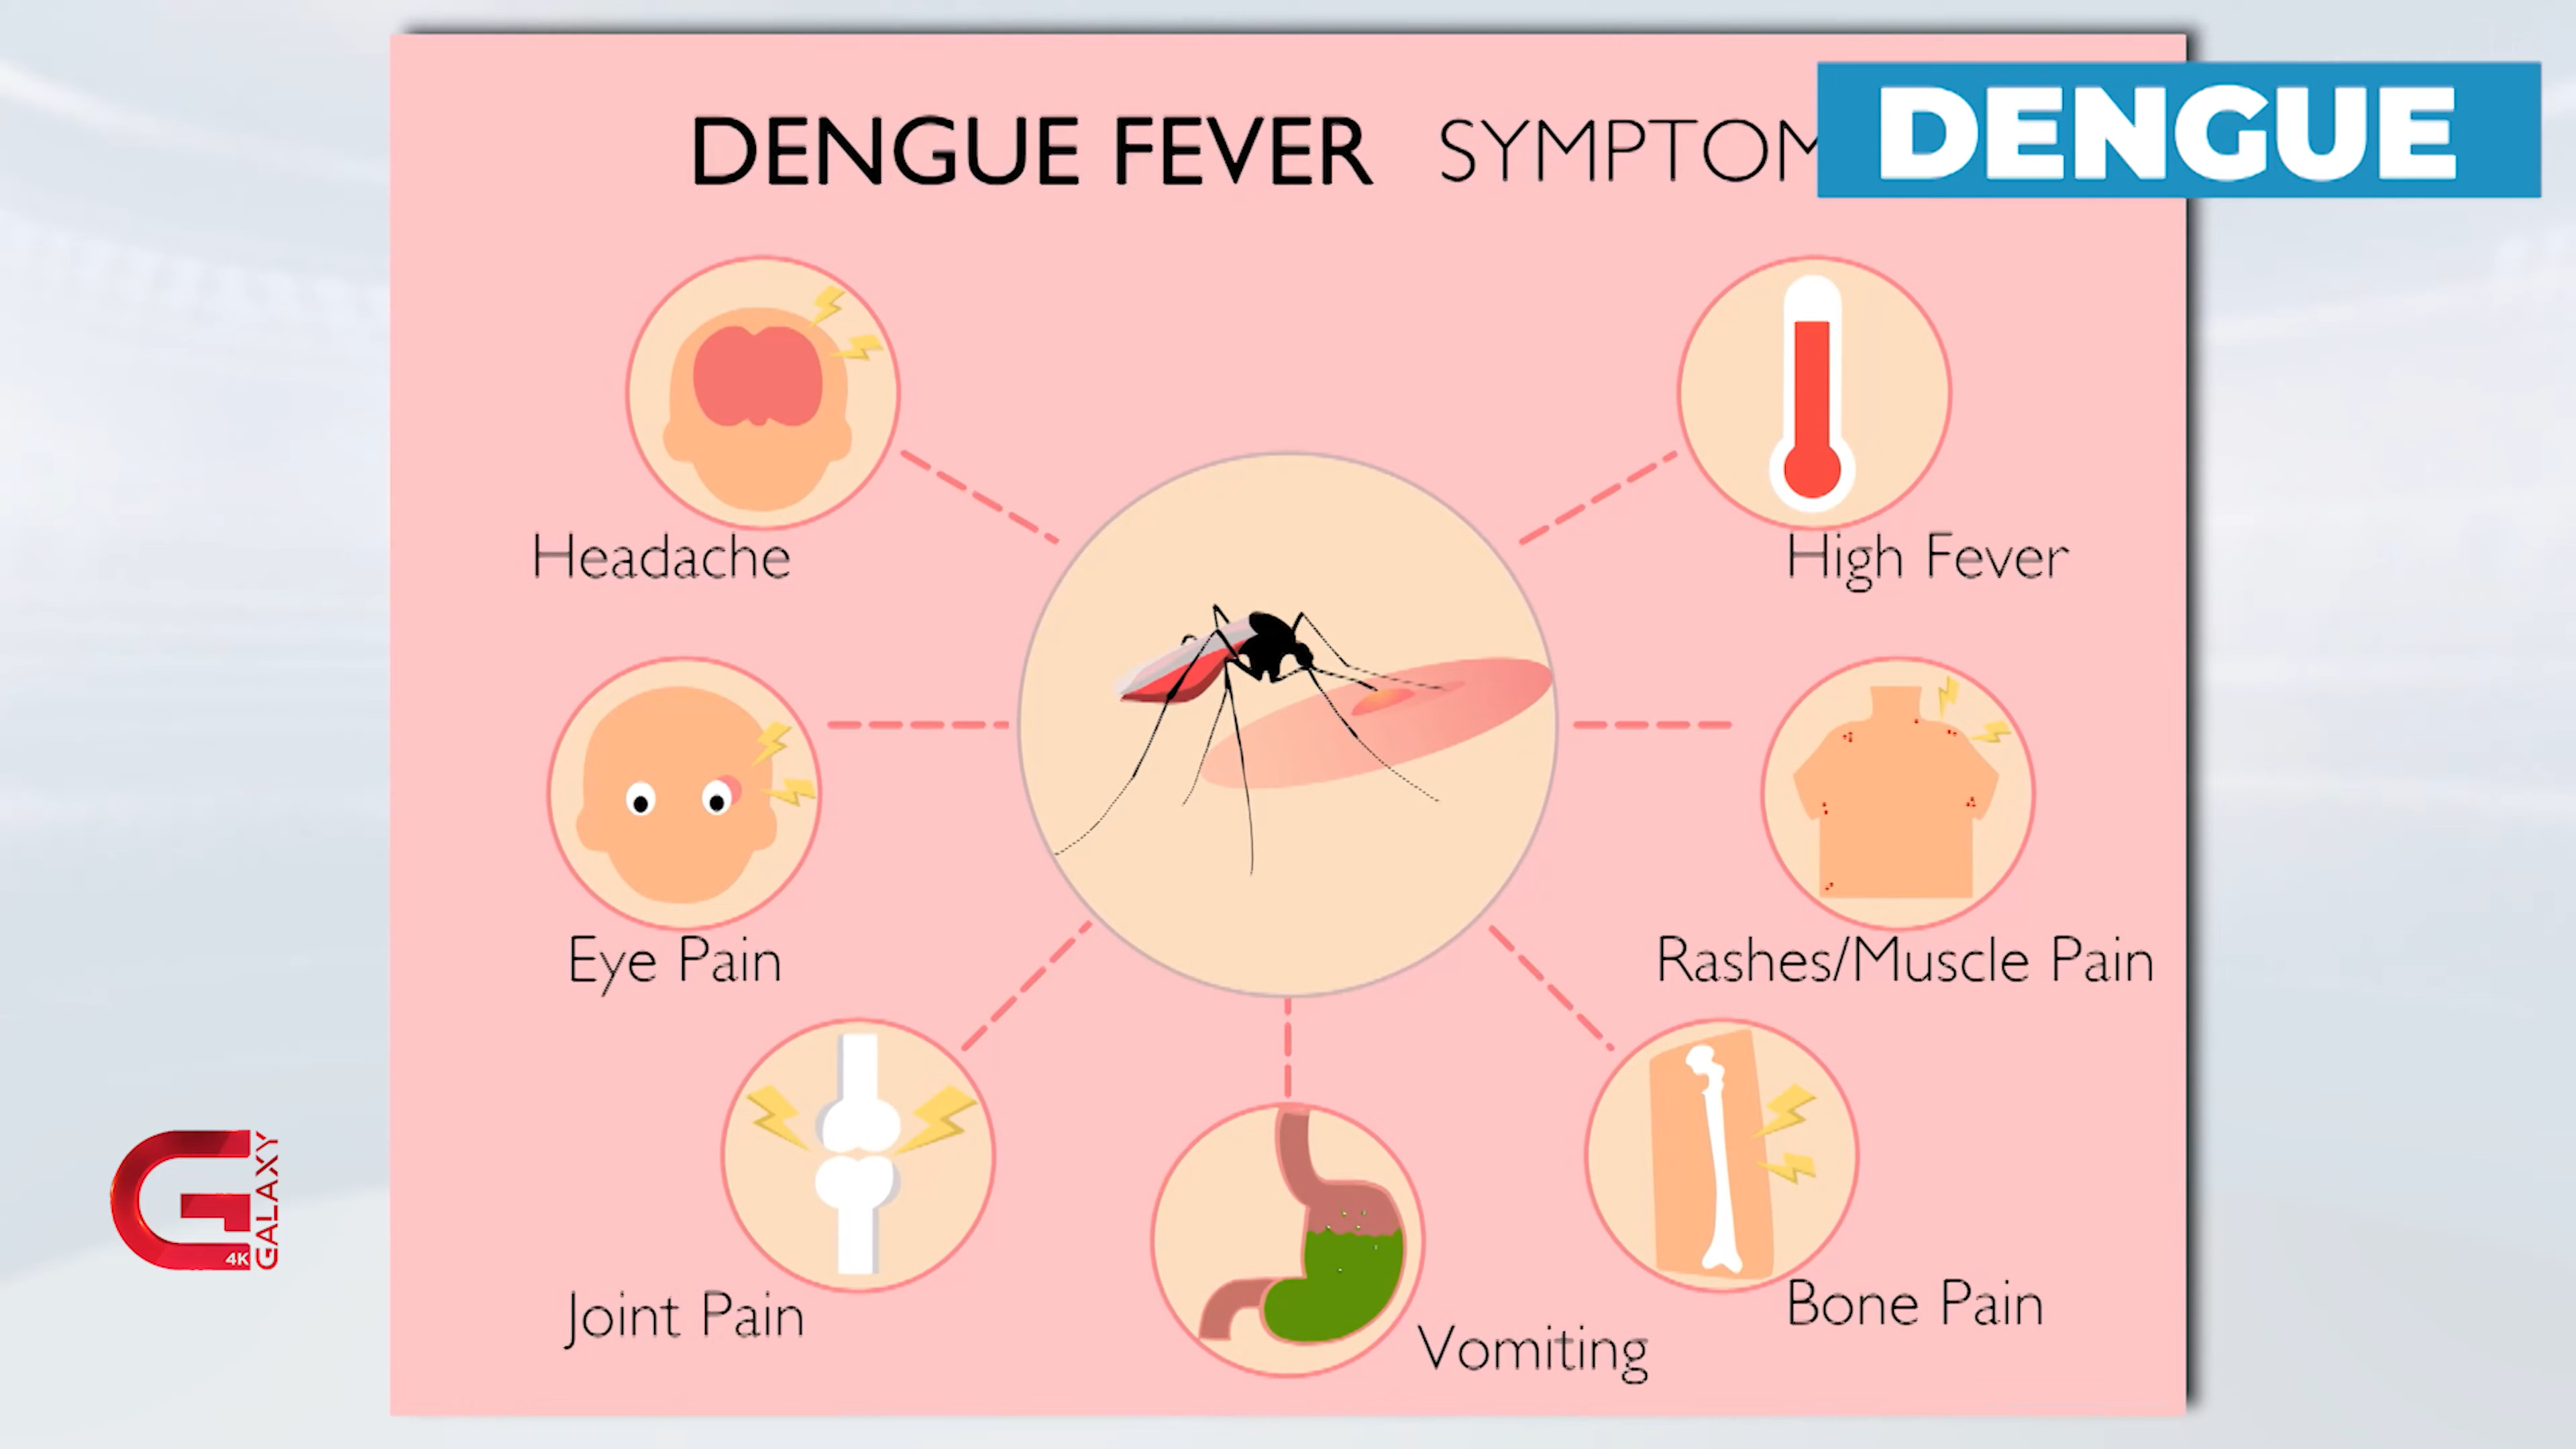 DENGUE FEVER SYMPTOM
DENGUE
Headache
High Fever
Eye Pain
Rashes/Muscle Pain
Joint Pain
Bone Pain
Vomiting
GALAXY
4K